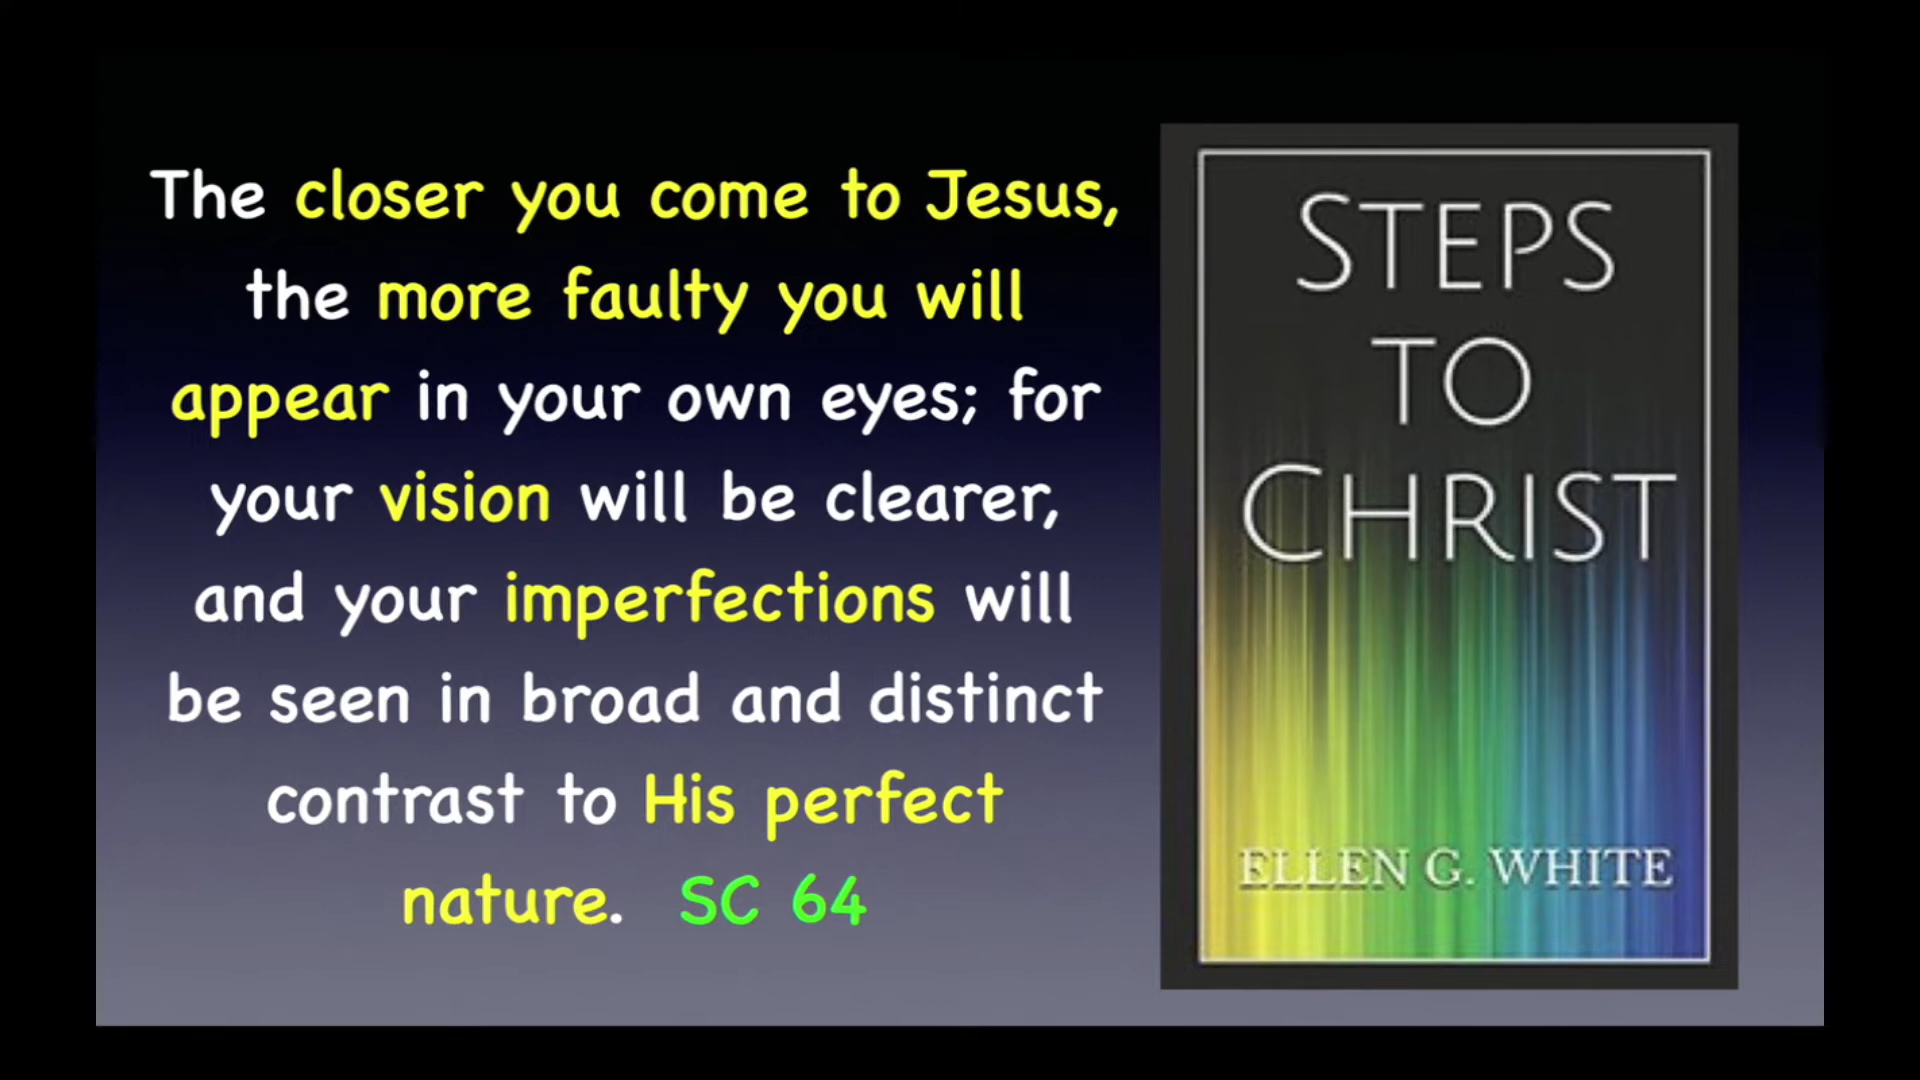 The closer you come to Jesus,
the more faulty you will
appear in your own eyes; for
your vision will be clearer,
and your imperfections will
be seen in broad and distinct
contrast to His perfect
nature. SC 64
STEPS
TO
CHRIST
ELLEN G. WHITE